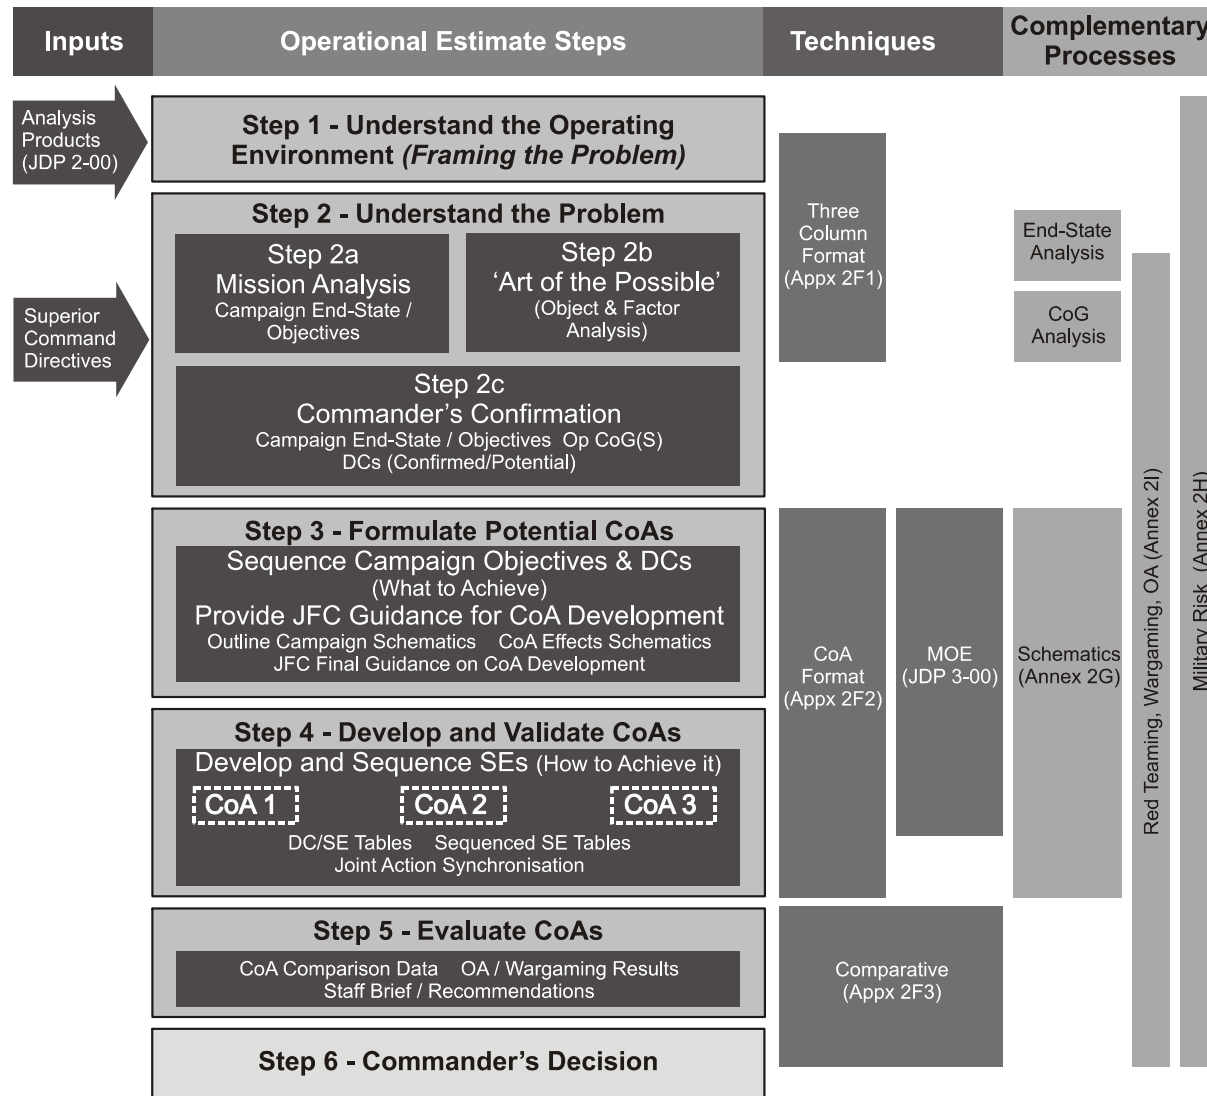 Inputs
Operational Estimate Steps
Techniques
Complementary
Processes
Analysis
Products
(JDP 2-00)
Step 1 - Understand the Operating
Environment (Framing the Problem)
Step 2 - Understand the Problem
Step 2a
Mission Analysis
Campaign End-State /
Objectives
Step 2b
‘Art of the Possible’
(Object & Factor
Analysis)
Superior
Command
Directives
Step 2c
Commander’s Confirmation
Campaign End-State / Objectives Op CoG(S)
DCs (Confirmed/Potential)
Three
Column
Format
(Appx 2F1)
End-State
Analysis
CoG
Analysis
Step 3 - Formulate Potential CoAs
Sequence Campaign Objectives & DCs
(What to Achieve)
Provide JFC Guidance for CoA Development
Outline Campaign Schematics CoA Effects Schematics
JFC Final Guidance on CoA Development
Step 4 - Develop and Validate CoAs
Develop and Sequence SEs (How to Achieve it)
CoA 1 CoA 2 CoA 3
DC/SE Tables Sequenced SE Tables
Joint Action Synchronisation
CoA
Format
(Appx 2F2)
MOE
(JDP 3-00)
Schematics
(Annex 2G)
Red Teaming, Wargaming, OA (Annex 2I)
Military Risk (Annex 2H)
Step 5 - Evaluate CoAs
CoA Comparison Data OA / Wargaming Results
Staff Brief / Recommendations
Comparative
(Appx 2F3)
Step 6 - Commander’s Decision